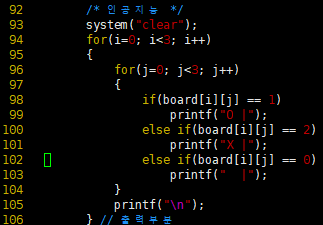 92 /* 인공지능 */
93 system("clear");
94 for(i=0; i<3; i++)
95 {
96 for(j=0; j<3; j++)
97 {
98 if(board[i][j] == 1)
99 printf("O |");
100 else if(board[i][j] == 2)
101 printf("X |");
102 else if(board[i][j] == 0)
103 printf("  |");
104 }
105 printf("\n");
106 } // 출력부분